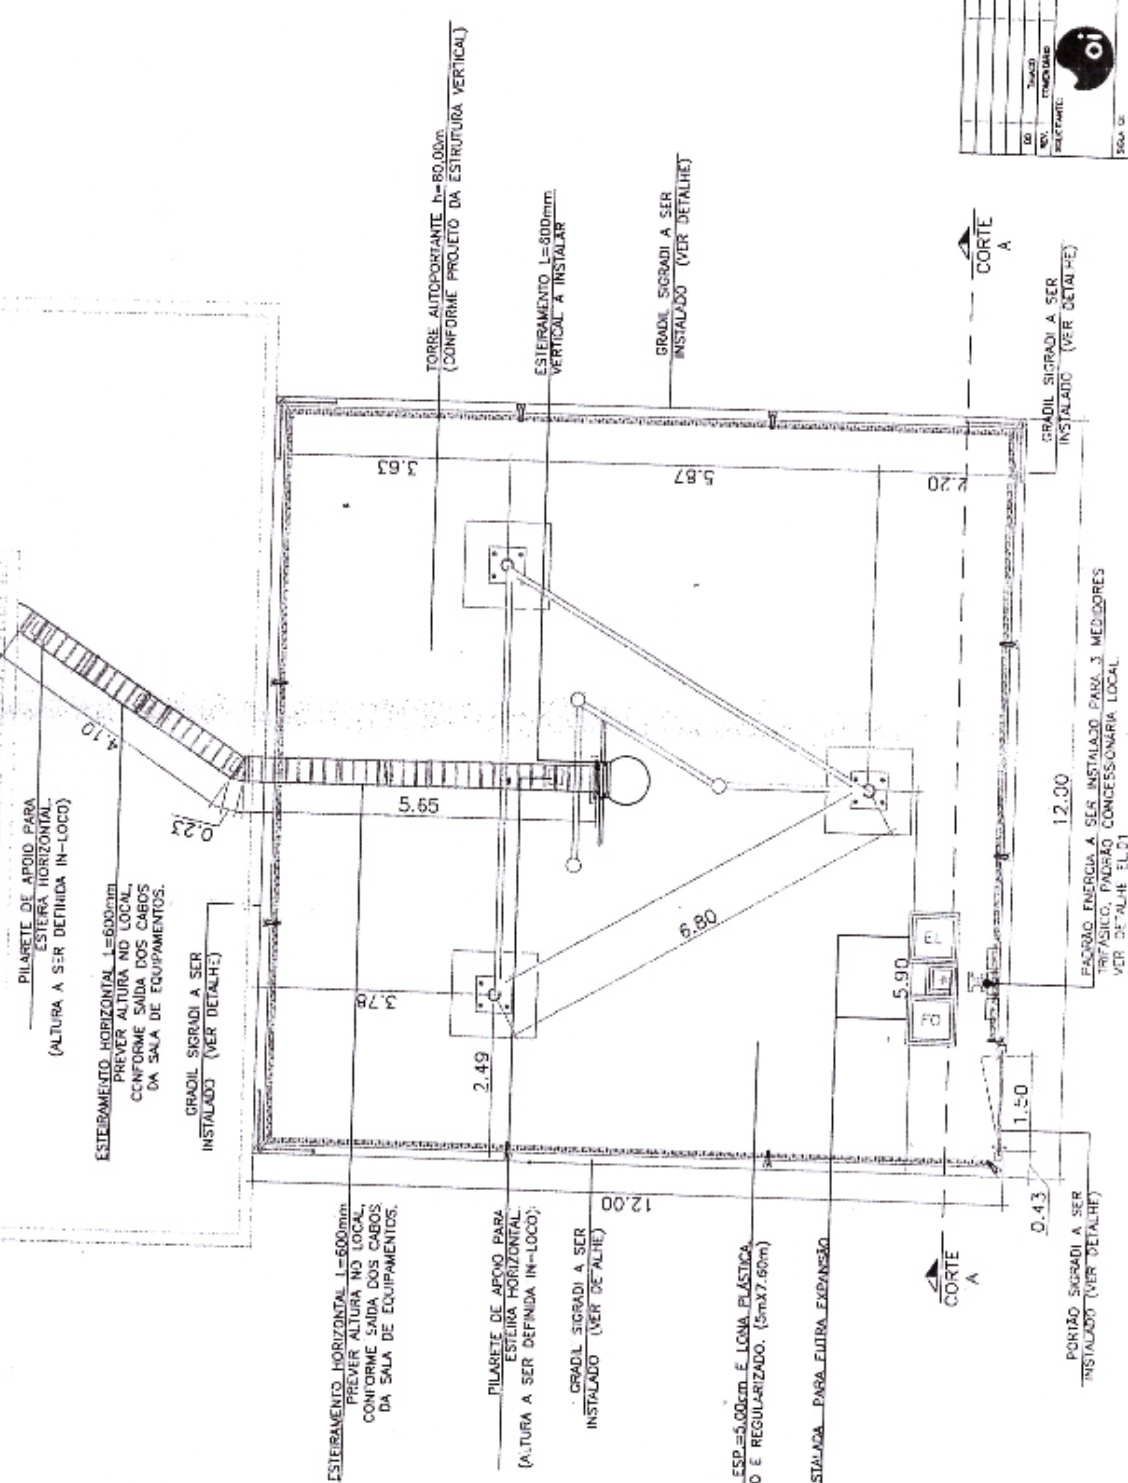 PILARETE DE APOIO PARA
ESTEIRA HORIZONTAL.
(ALTURA A SER DEFINIDA IN-LOCO)
ESTEIRAMENTO HORIZONTAL L=600mm
PREVER ALTURA NO LOCAL,
CONFORME SAÍDA DOS CABOS
DA SALA DE EQUIPAMENTOS.
GRADIL SIGRADI A SER
INSTALADO (VER DETALHE)
ESTEIRAMENTO HORIZONTAL L=600mm
PREVER ALTURA NO LOCAL,
CONFORME SAÍDA DOS CABOS
DA SALA DE EQUIPAMENTOS.
PILARETE DE APOIO PARA
ESTEIRA HORIZONTAL.
(ALTURA A SER DEFINIDA IN-LOCO)
GRADIL SIGRADI A SER
INSTALADO (VER DETALHE)
ESP.=5.00cm E LONA PLÁSTICA
O E REGULARIZADO. (5mX7.60m)
STALADA PARA FUTRA EXPANSÃO
CORTE
A
PORTÃO SIGRADI A SER
INSTALADO (VER DETALHE)
TORRE AUTOPORTANTE h=80,00m
(CONFORME PROJETO DA ESTRUTURA VERTICAL)
ESTEIRAMENTO L=600mm
VERTICAL A INSTALAR
GRADIL SIGRADI A SER
INSTALADO (VER DETALHE)
CORTE
A
GRADIL SIGRADI A SER
INSTALADO (VER DETALHE)
PADRÃO ENERGIA A SER INSTALADO PARA 3 MEDIDORES
TRIFÁSICO, PADRÃO CONCESSIONÁRIA LOCAL.
VER DETALHE EL.01
4.10
0.23
5.65
3.78
2.49
6.80
5.90
3.63
5.87
2.20
12.00
12.00
1.50
0.43
00
REV.
oi